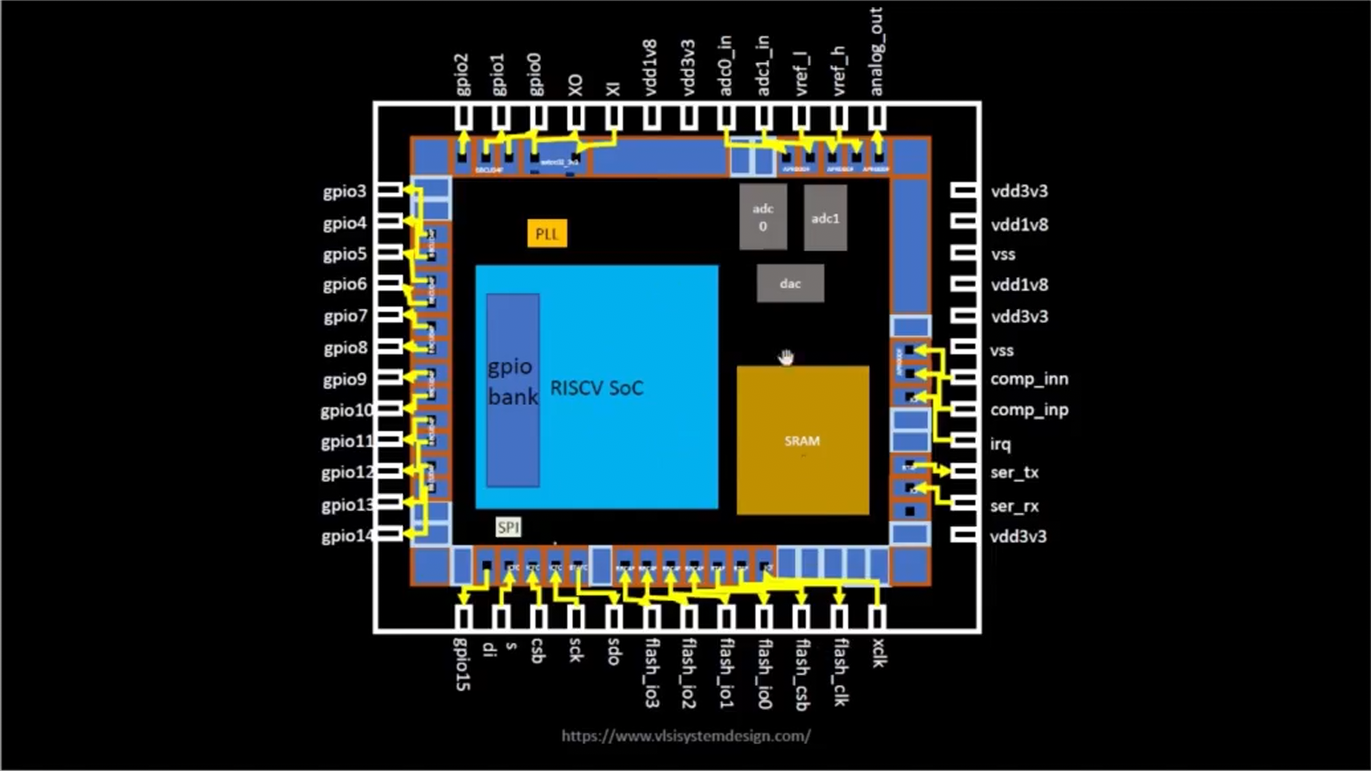 gpio2
gpio1
gpio0
XO
XI
vdd1v8
vdd3v3
adc0_in
adc1_in
vref_l
vref_h
analog_out
gpio3
gpio4
gpio5
gpio6
gpio7
gpio8
gpio9
gpio10
gpio11
gpio12
gpio13
gpio14
PLL
adc
0
adc1
dac
gpio
bank
RISCV SoC
SRAM
SPI
vdd3v3
vdd1v8
vss
vdd1v8
vdd3v3
vss
comp_inn
comp_inp
irq
ser_tx
ser_rx
vdd3v3
gpio15
di
s
csb
sck
sdo
flash_io3
flash_io2
flash_io1
flash_io0
flash_csb
flash_clk
xclk
https://www.vlsisystemdesign.com/